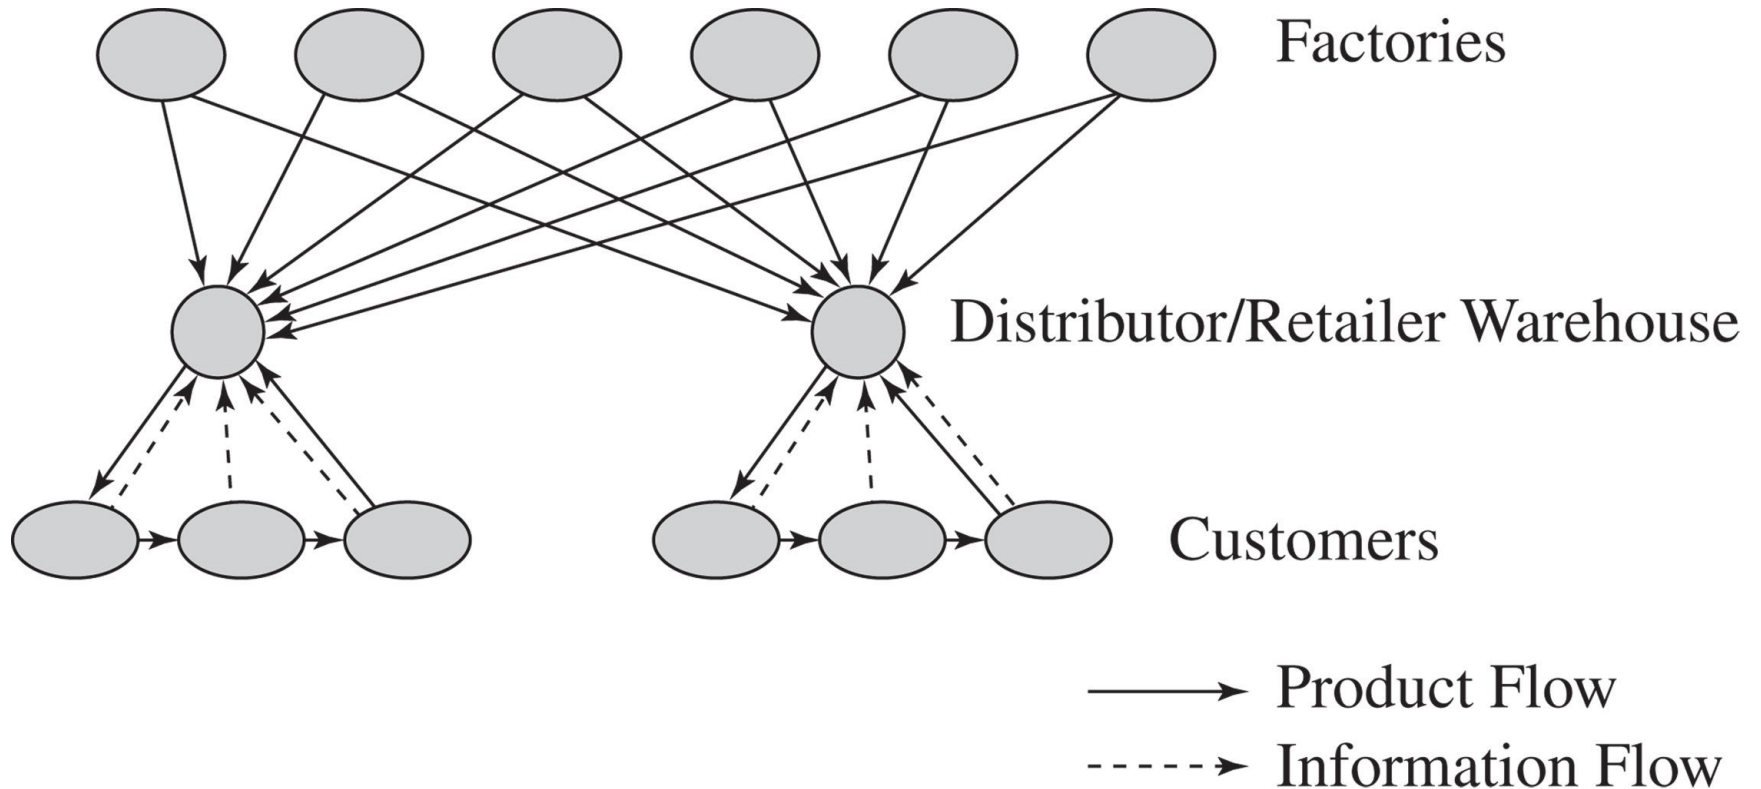 Factories
Distributor/Retailer Warehouse
Customers
Product Flow
Information Flow